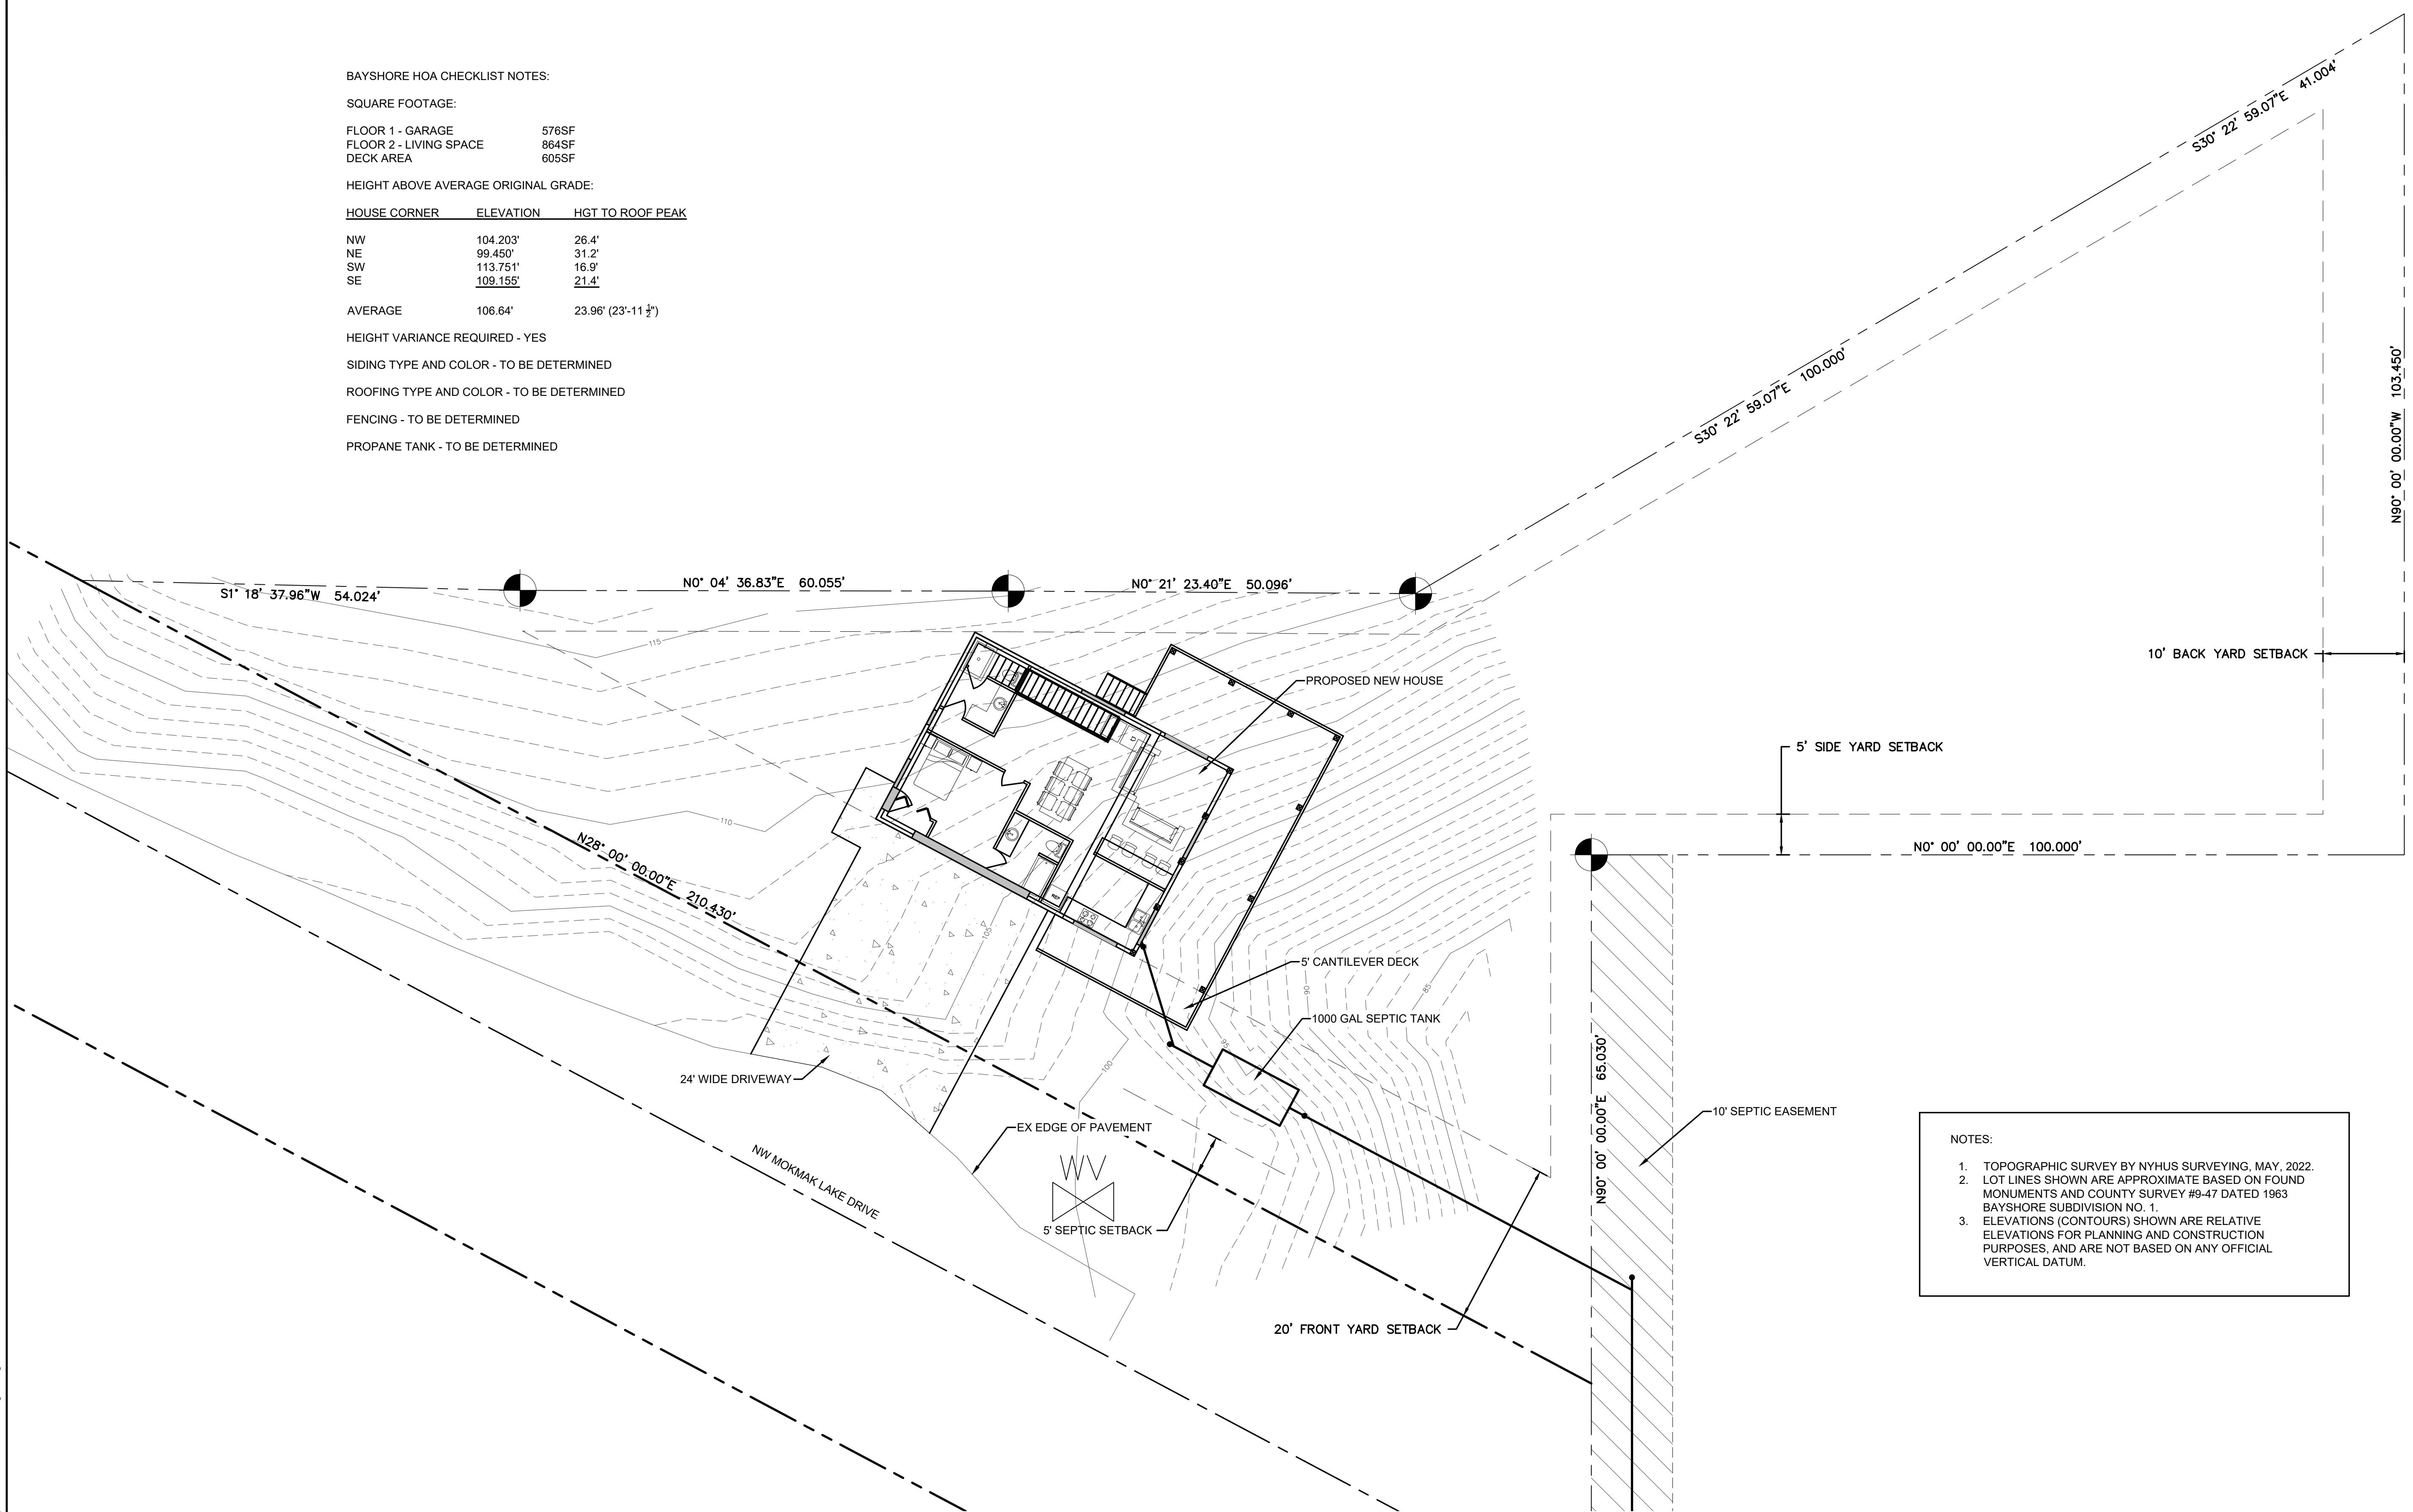 BAYSHORE HOA CHECKLIST NOTES:
SQUARE FOOTAGE:
FLOOR 1 - GARAGE 576SF
FLOOR 2 - LIVING SPACE 864SF
DECK AREA 605SF
HEIGHT ABOVE AVERAGE ORIGINAL GRADE:
HOUSE CORNER ELEVATION HGT TO ROOF PEAK
NW 104.203' 26.4'
NE 99.450' 31.2'
SW 113.751' 16.9'
SE 109.155' 21.4'
AVERAGE 106.64' 23.96' (23'-11 1/2")
HEIGHT VARIANCE REQUIRED - YES
SIDING TYPE AND COLOR - TO BE DETERMINED
ROOFING TYPE AND COLOR - TO BE DETERMINED
FENCING - TO BE DETERMINED
PROPANE TANK - TO BE DETERMINED
S30° 22' 59.07"E 41.004'
S30° 22' 59.07"E 100.000'
N90° 00' 00.00"W 103.450'
S1° 18' 37.96"W 54.024'
N0° 04' 36.83"E 60.055'
N0° 21' 23.40"E 50.096'
115
10' BACK YARD SETBACK
PROPOSED NEW HOUSE
5' SIDE YARD SETBACK
110
N0° 00' 00.00"E 100.000'
N28° 00' 00.00"E 210.430'
REF
105
5' CANTILEVER DECK
90
85
1000 GAL SEPTIC TANK
95
100
24' WIDE DRIVEWAY
EX EDGE OF PAVEMENT
N90° 00' 00.00"E 65.030'
10' SEPTIC EASEMENT
NW MOKMAK LAKE DRIVE
WV
5' SEPTIC SETBACK
20' FRONT YARD SETBACK
NOTES:
1. TOPOGRAPHIC SURVEY BY NYHUS SURVEYING, MAY, 2022.
2. LOT LINES SHOWN ARE APPROXIMATE BASED ON FOUND
MONUMENTS AND COUNTY SURVEY #9-47 DATED 1963
BAYSHORE SUBDIVISION NO. 1.
3. ELEVATIONS (CONTOURS) SHOWN ARE RELATIVE
ELEVATIONS FOR PLANNING AND CONSTRUCTION
PURPOSES, AND ARE NOT BASED ON ANY OFFICIAL
VERTICAL DATUM.